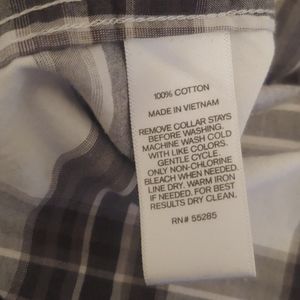 100% COTTON
MADE IN VIETNAM
REMOVE COLLAR STAYS
BEFORE WASHING.
MACHINE WASH COLD
WITH LIKE COLORS.
GENTLE CYCLE.
ONLY NON-CHLORINE
BLEACH WHEN NEEDED.
LINE DRY. WARM IRON
IF NEEDED. FOR BEST
RESULTS DRY CLEAN.
RN# 55285